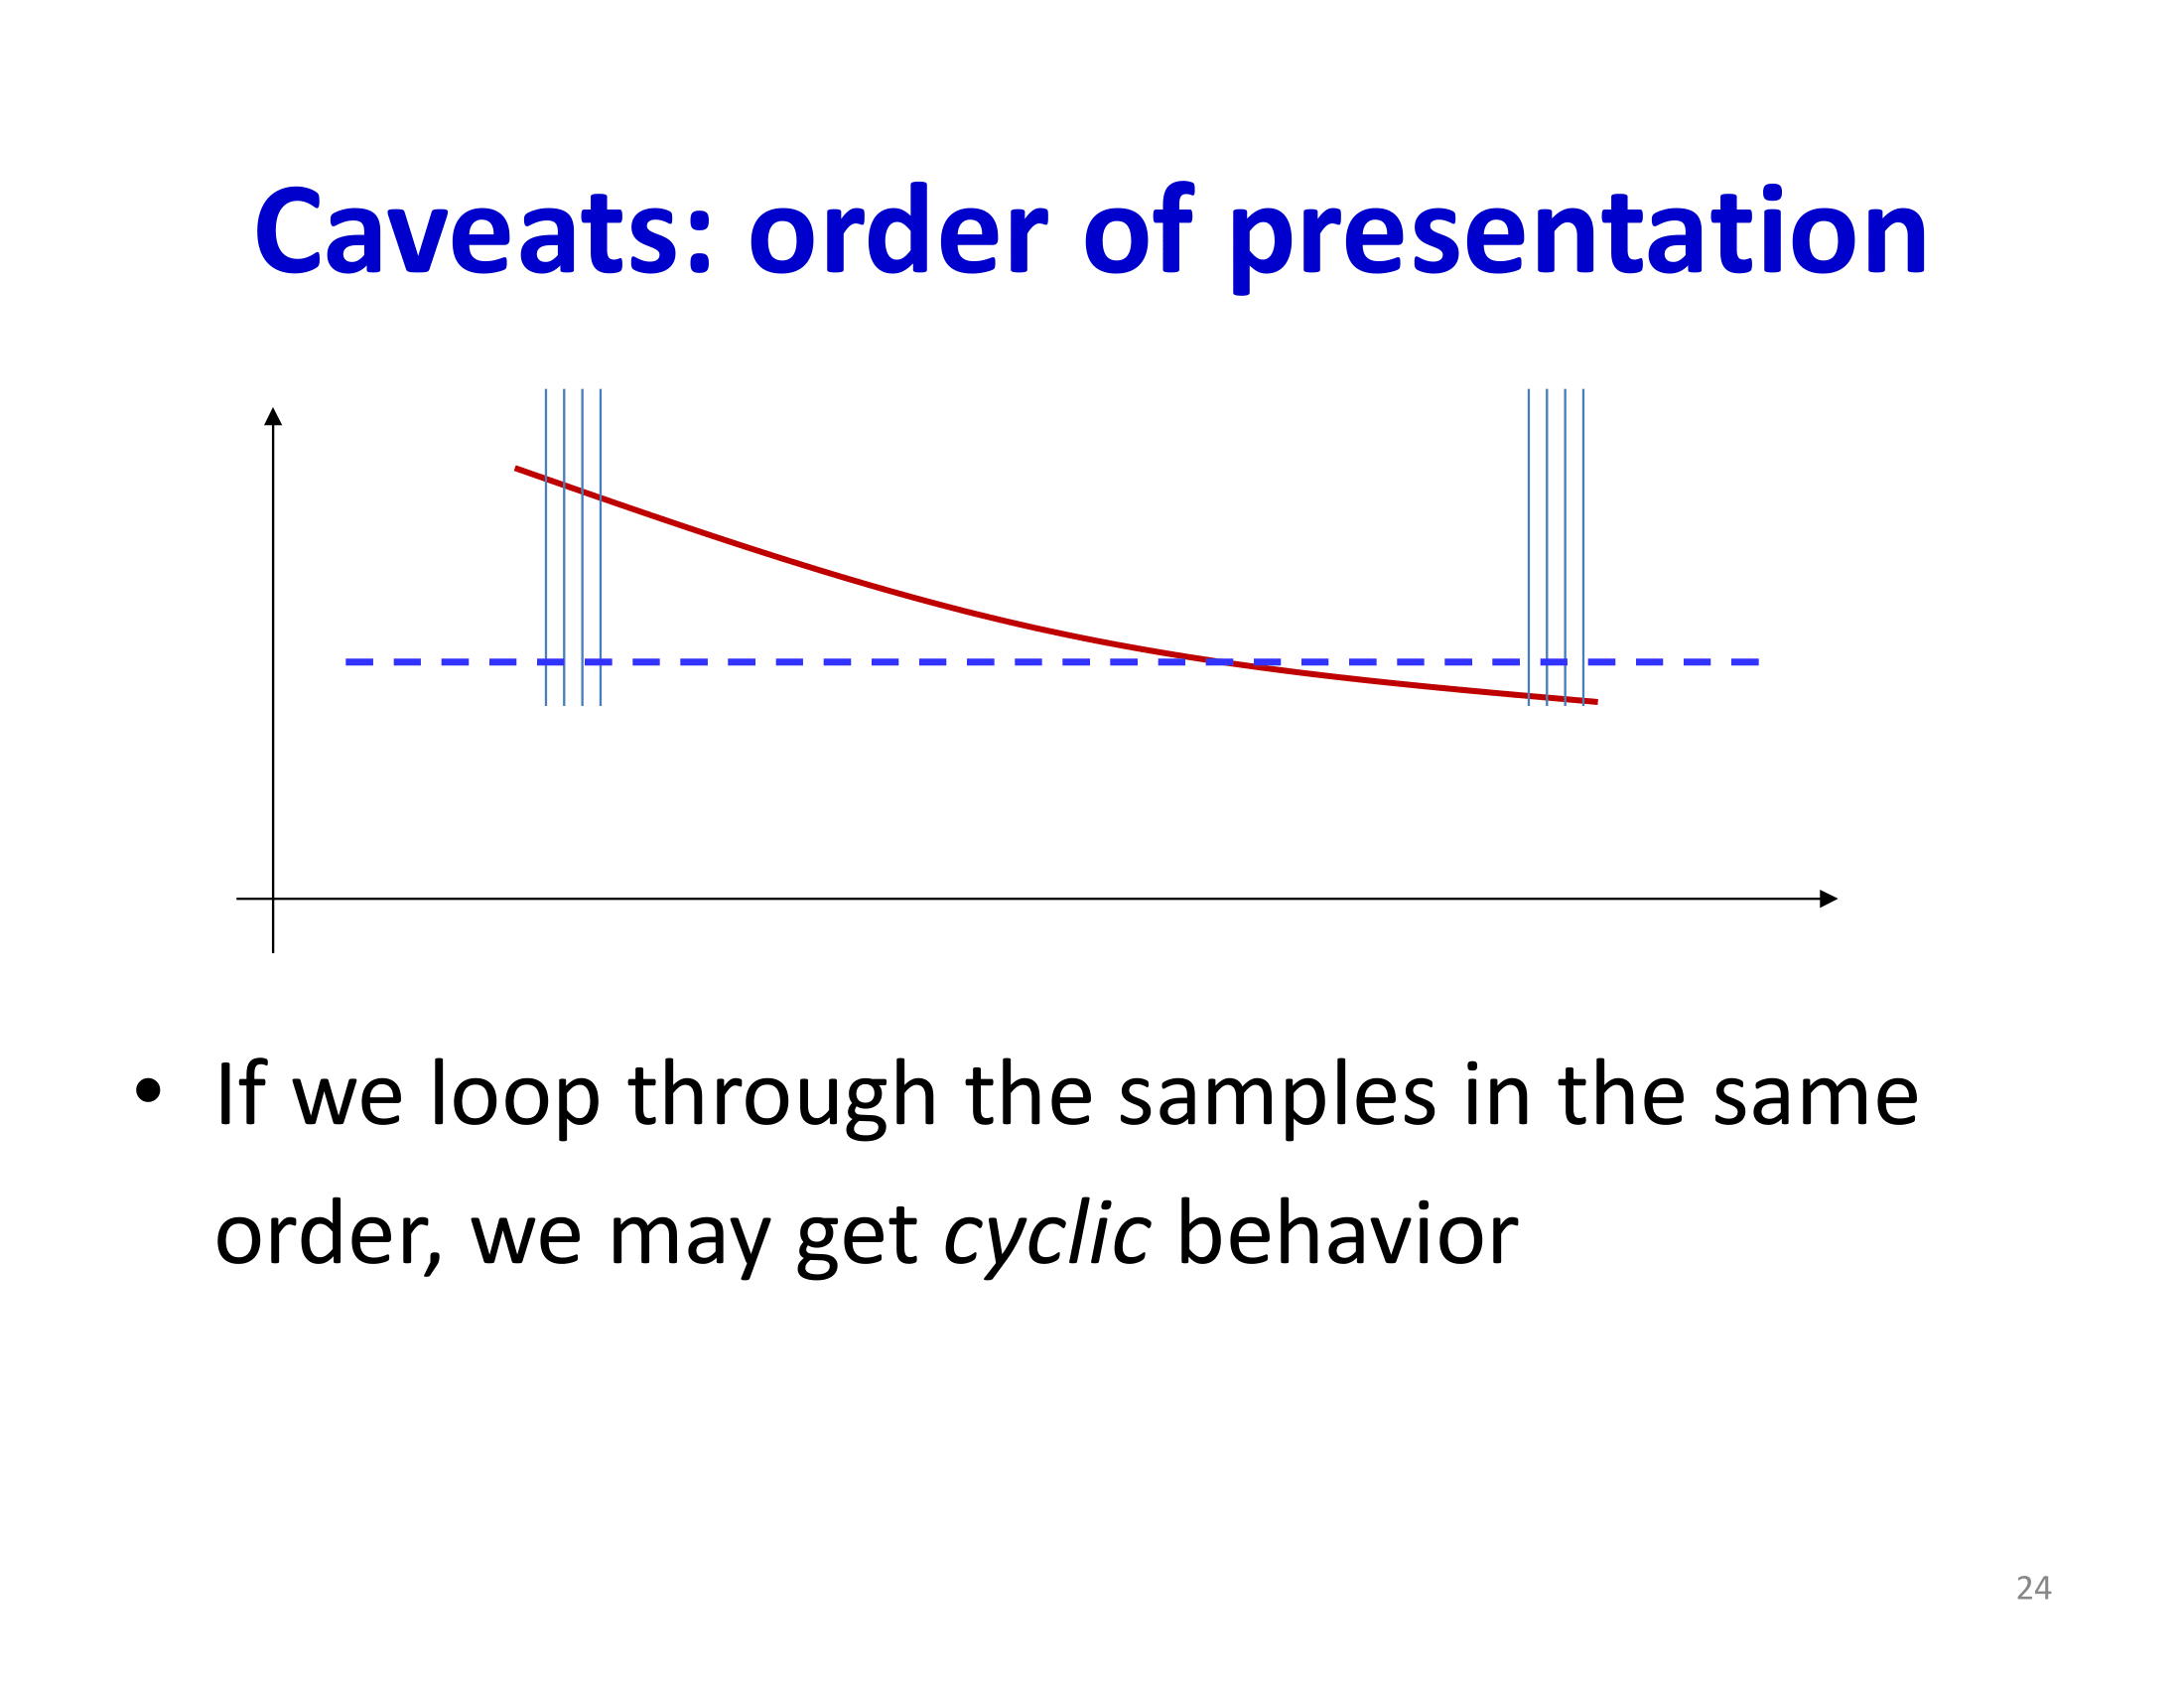 Caveats: order of presentation
• If we loop through the samples in the same
order, we may get cyclic behavior
24